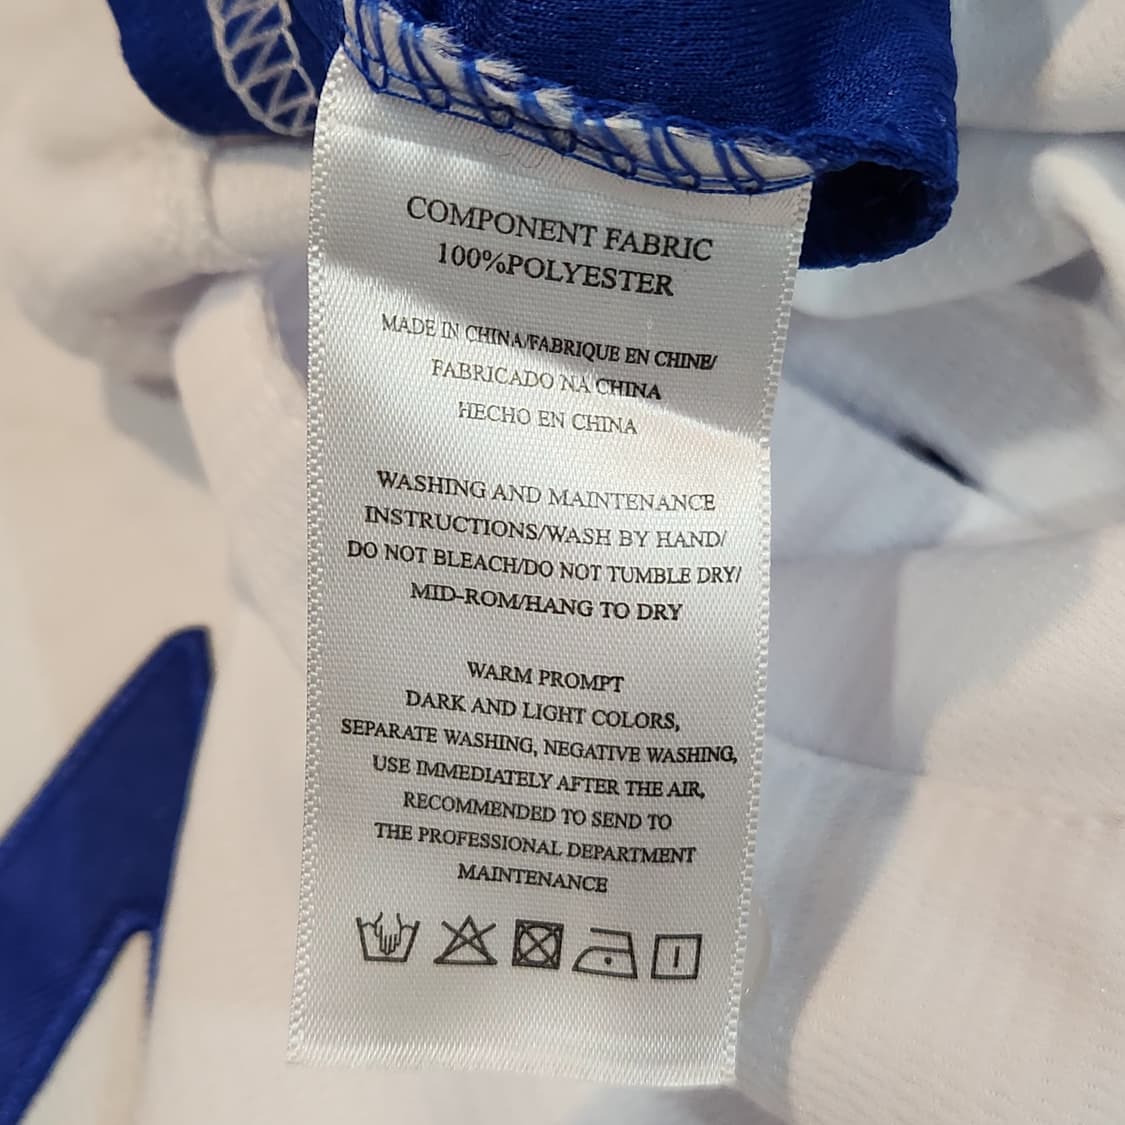 COMPONENT FABRIC
100%POLYESTER
MADE IN CHINA/FABRIQUE EN CHINE/
FABRICADO NA CHINA
HECHO EN CHINA
WASHING AND MAINTENANCE
INSTRUCTIONS/WASH BY HAND/
DO NOT BLEACH/DO NOT TUMBLE DRY/
MID-ROM/HANG TO DRY
WARM PROMPT
DARK AND LIGHT COLORS,
SEPARATE WASHING, NEGATIVE WASHING,
USE IMMEDIATELY AFTER THE AIR,
RECOMMENDED TO SEND TO
THE PROFESSIONAL DEPARTMENT
MAINTENANCE